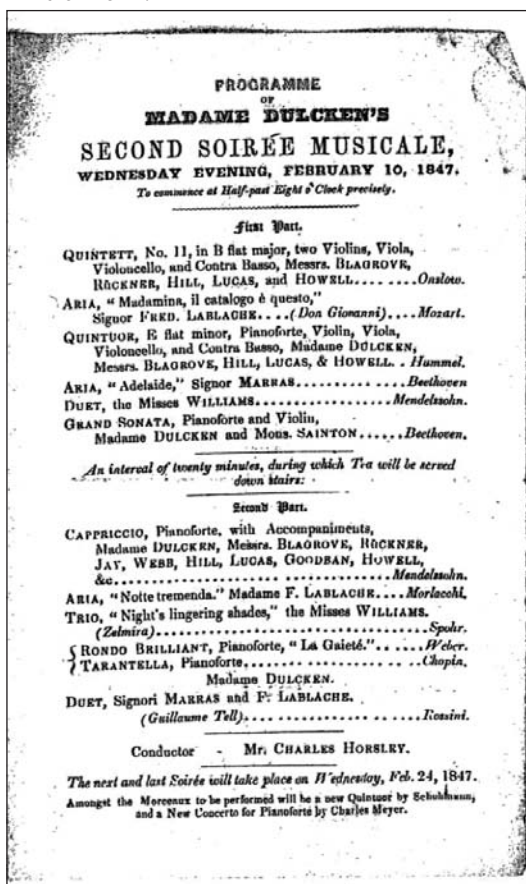 PROGRAMME
OF
MADAME DULCKEN'S
SECOND SOIRÉE MUSICALE,
WEDNESDAY EVENING, FEBRUARY 10, 1847.
To commence at Half-past Eight o'Clock precisely.
First Part.
QUINTETT, No. 11, in B flat major, two Violins, Viola,
Violoncello, and Contra Basso, Messrs. BLAGROVE,
RÜCKNER, HILL, LUCAS, and HOWELL........Onslow.
ARIA, "Madamina, il catalogo è questo,"
Signor FRED. LABLACHE....(Don Giovanni)....Mozart.
QUINTUOR, E flat minor, Pianoforte, Violin, Viola,
Violoncello, and Contra Basso, Madame DULCKEN,
Messrs. BLAGROVE, HILL, LUCAS, & HOWELL..Hummel.
ARIA, "Adelaide," Signor MARRAS.............Beethoven
DUET, the Misses WILLIAMS.................Mendelssohn.
GRAND SONATA, Pianoforte and Violin,
Madame DULCKEN and Mons. SAINTON......Beethoven.
An interval of twenty minutes, during which Tea will be served
down stairs:
Second Part.
CAPPRICCIO, Pianoforte, with Accompaniments,
Madame DULCKEN, Messrs. BLAGROVE, RÜCKNER,
JAY, WEBB, HILL, LUCAS, GOODBAN, HOWELL,
&c.................................Mendelssohn.
ARIA, "Notte tremenda." Madame F. LABLACHE....Morlacchi.
TRIO, "Night's lingering shades," the Misses WILLIAMS.
(Zelmira)..................................Spohr.
RONDO BRILLIANT, Pianoforte, "La Gaieté."....Weber.
TARANTELLA, Pianoforte....................Chopin.
Madame DULCKEN.
DUET, Signori MARRAS and F. LABLACHE.
(Guillaume Tell)........................Rossini.
Conductor - Mr. CHARLES HORSLEY.
The next and last Soirée will take place on Wednesday, Feb. 24, 1847.
Amongst the Morceaux to be performed will be a new Quintuor by Schuhmann,
and a New Concerto for Pianoforte by Charles Meyer.